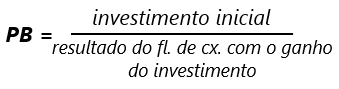 PB = investimento inicial
resultado do fl. de cx. com o ganho
do investimento